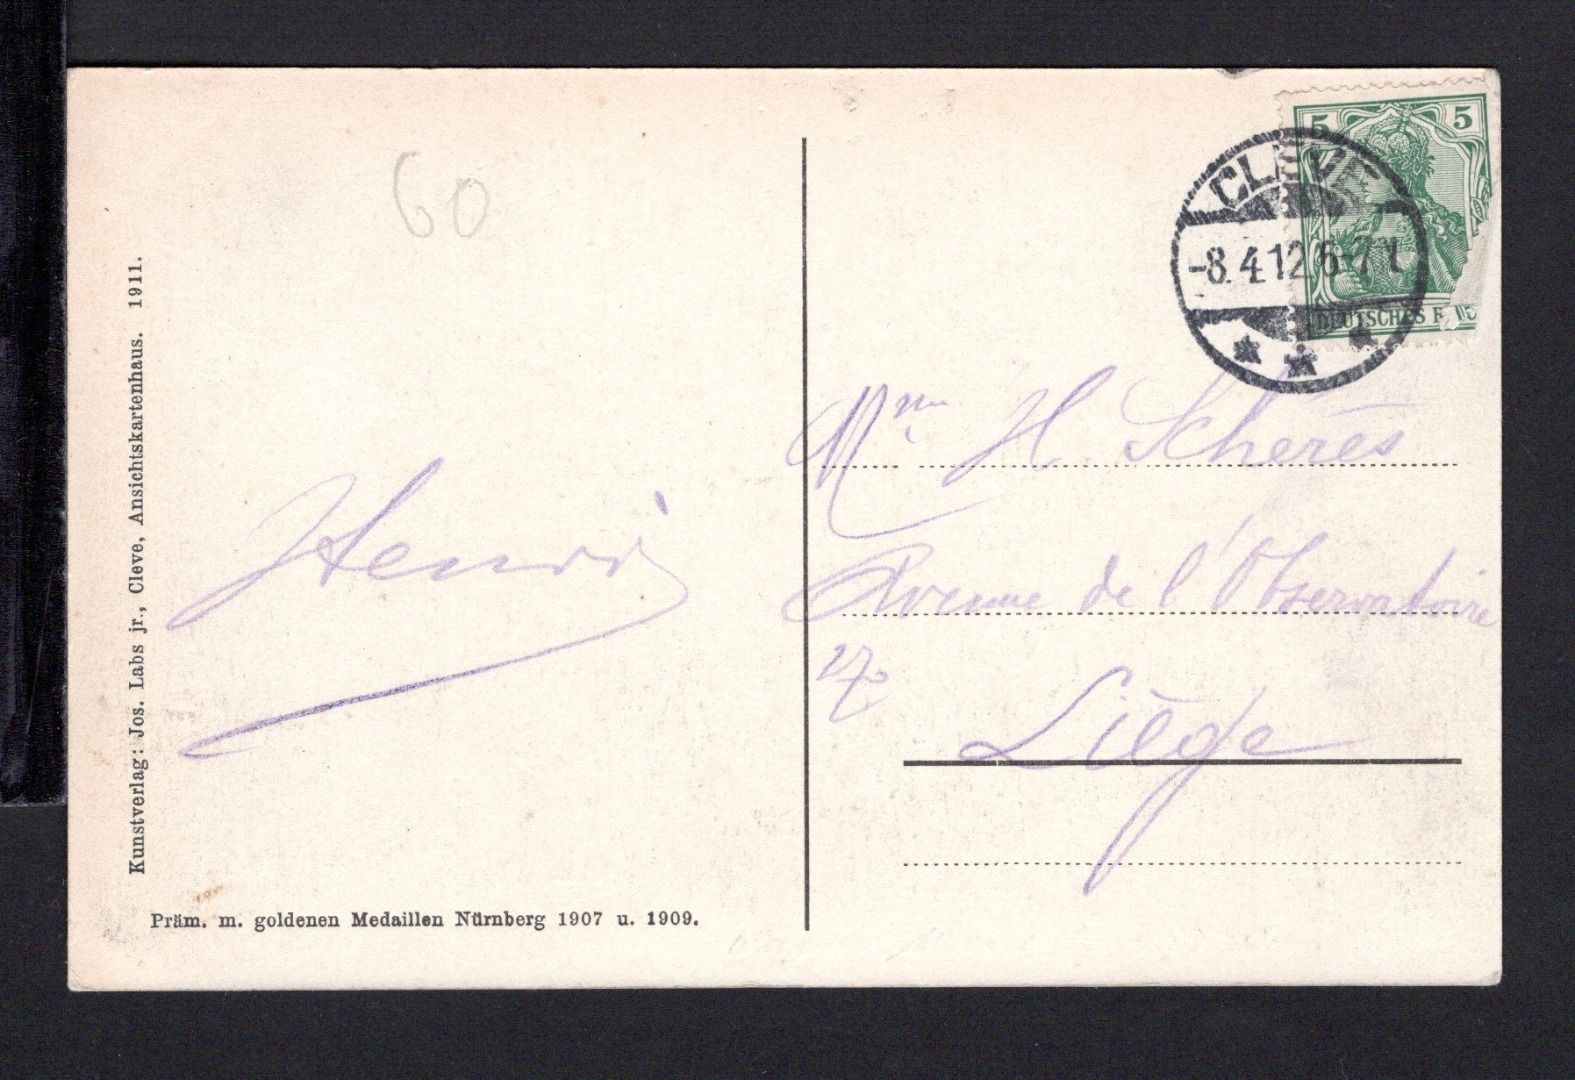 60
Kunstverlag: Jos. Labs jr., Cleve, Ansichtskartenhaus. 1911.
Henri
Präm. m. goldenen Medaillen Nürnberg 1907 u. 1909.
5 5
DEUTSCHES
CLEVE
-8.4.12.6-7
Mme H. Scheres
Avenue de l'Observatoire
Liège